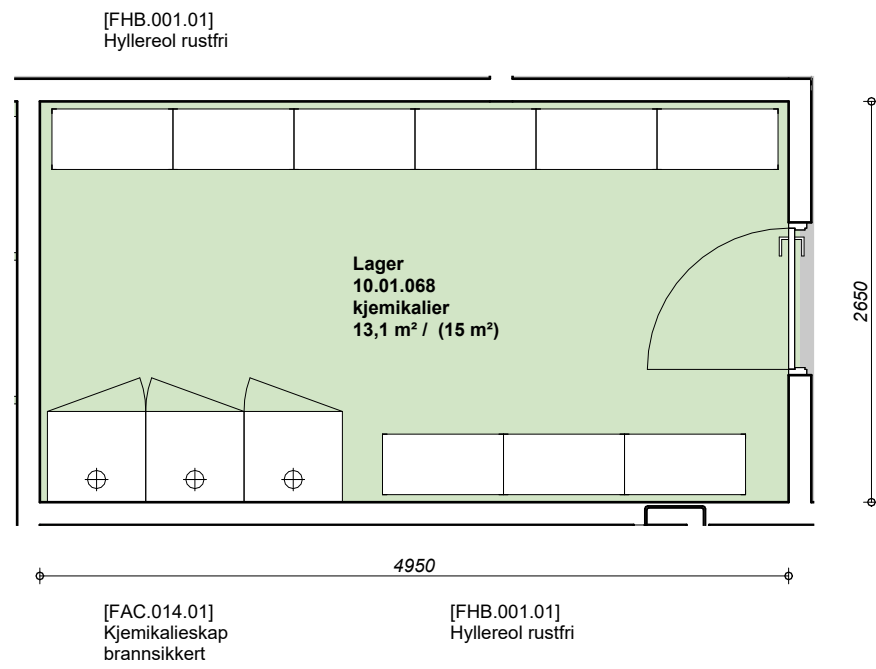 [FHB.001.01]
Hyllereol rustfri
Lager
10.01.068
kjemikalier
13,1 m² / (15 m²)
2650
4950
[FAC.014.01]
Kjemikalieskap
brannsikkert
[FHB.001.01]
Hyllereol rustfri